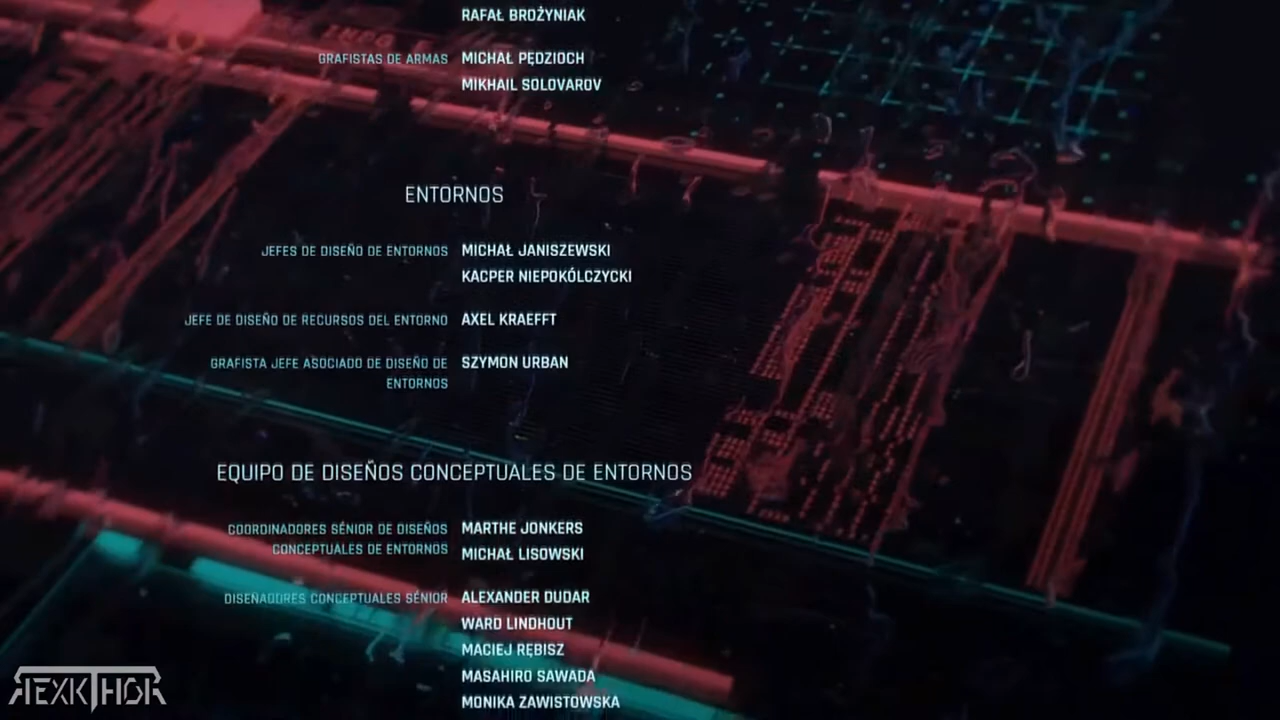 RAFAŁ BROŻYNIAK
GRAFISTAS DE ARMAS MICHAŁ PĘDZIOCH
MIKHAIL SOLOVAROV
ENTORNOS
JEFES DE DISEÑO DE ENTORNOS MICHAŁ JANISZEWSKI
KACPER NIEPOKÓLCZYCKI
JEFE DE DISEÑO DE RECURSOS DEL ENTORNO AXEL KRAEFFT
GRAFISTA JEFE ASOCIADO DE DISEÑO DE SZYMON URBAN
ENTORNOS
EQUIPO DE DISEÑOS CONCEPTUALES DE ENTORNOS
COORDINADORES SÉNIOR DE DISEÑOS MARTHE JONKERS
CONCEPTUALES DE ENTORNOS MICHAŁ LISOWSKI
DISEÑADORES CONCEPTUALES SÉNIOR ALEXANDER DUDAR
WARD LINDHOUT
MACIEJ RĘBISZ
MASAHIRO SAWADA
MONIKA ZAWISTOWSKA
TEXKTHOR